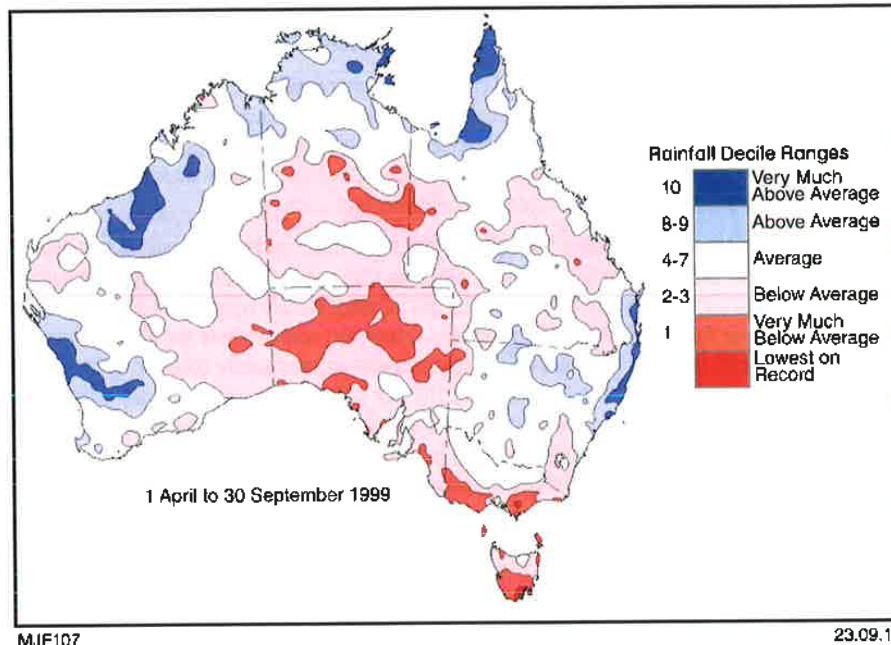 Rainfall Decile Ranges
10 Very Much
Above Average
8-9 Above Average
4-7 Average
2-3 Below Average
1 Very Much
Below Average
Lowest on
Record
1 April to 30 September 1999
MJF107
23.09.1